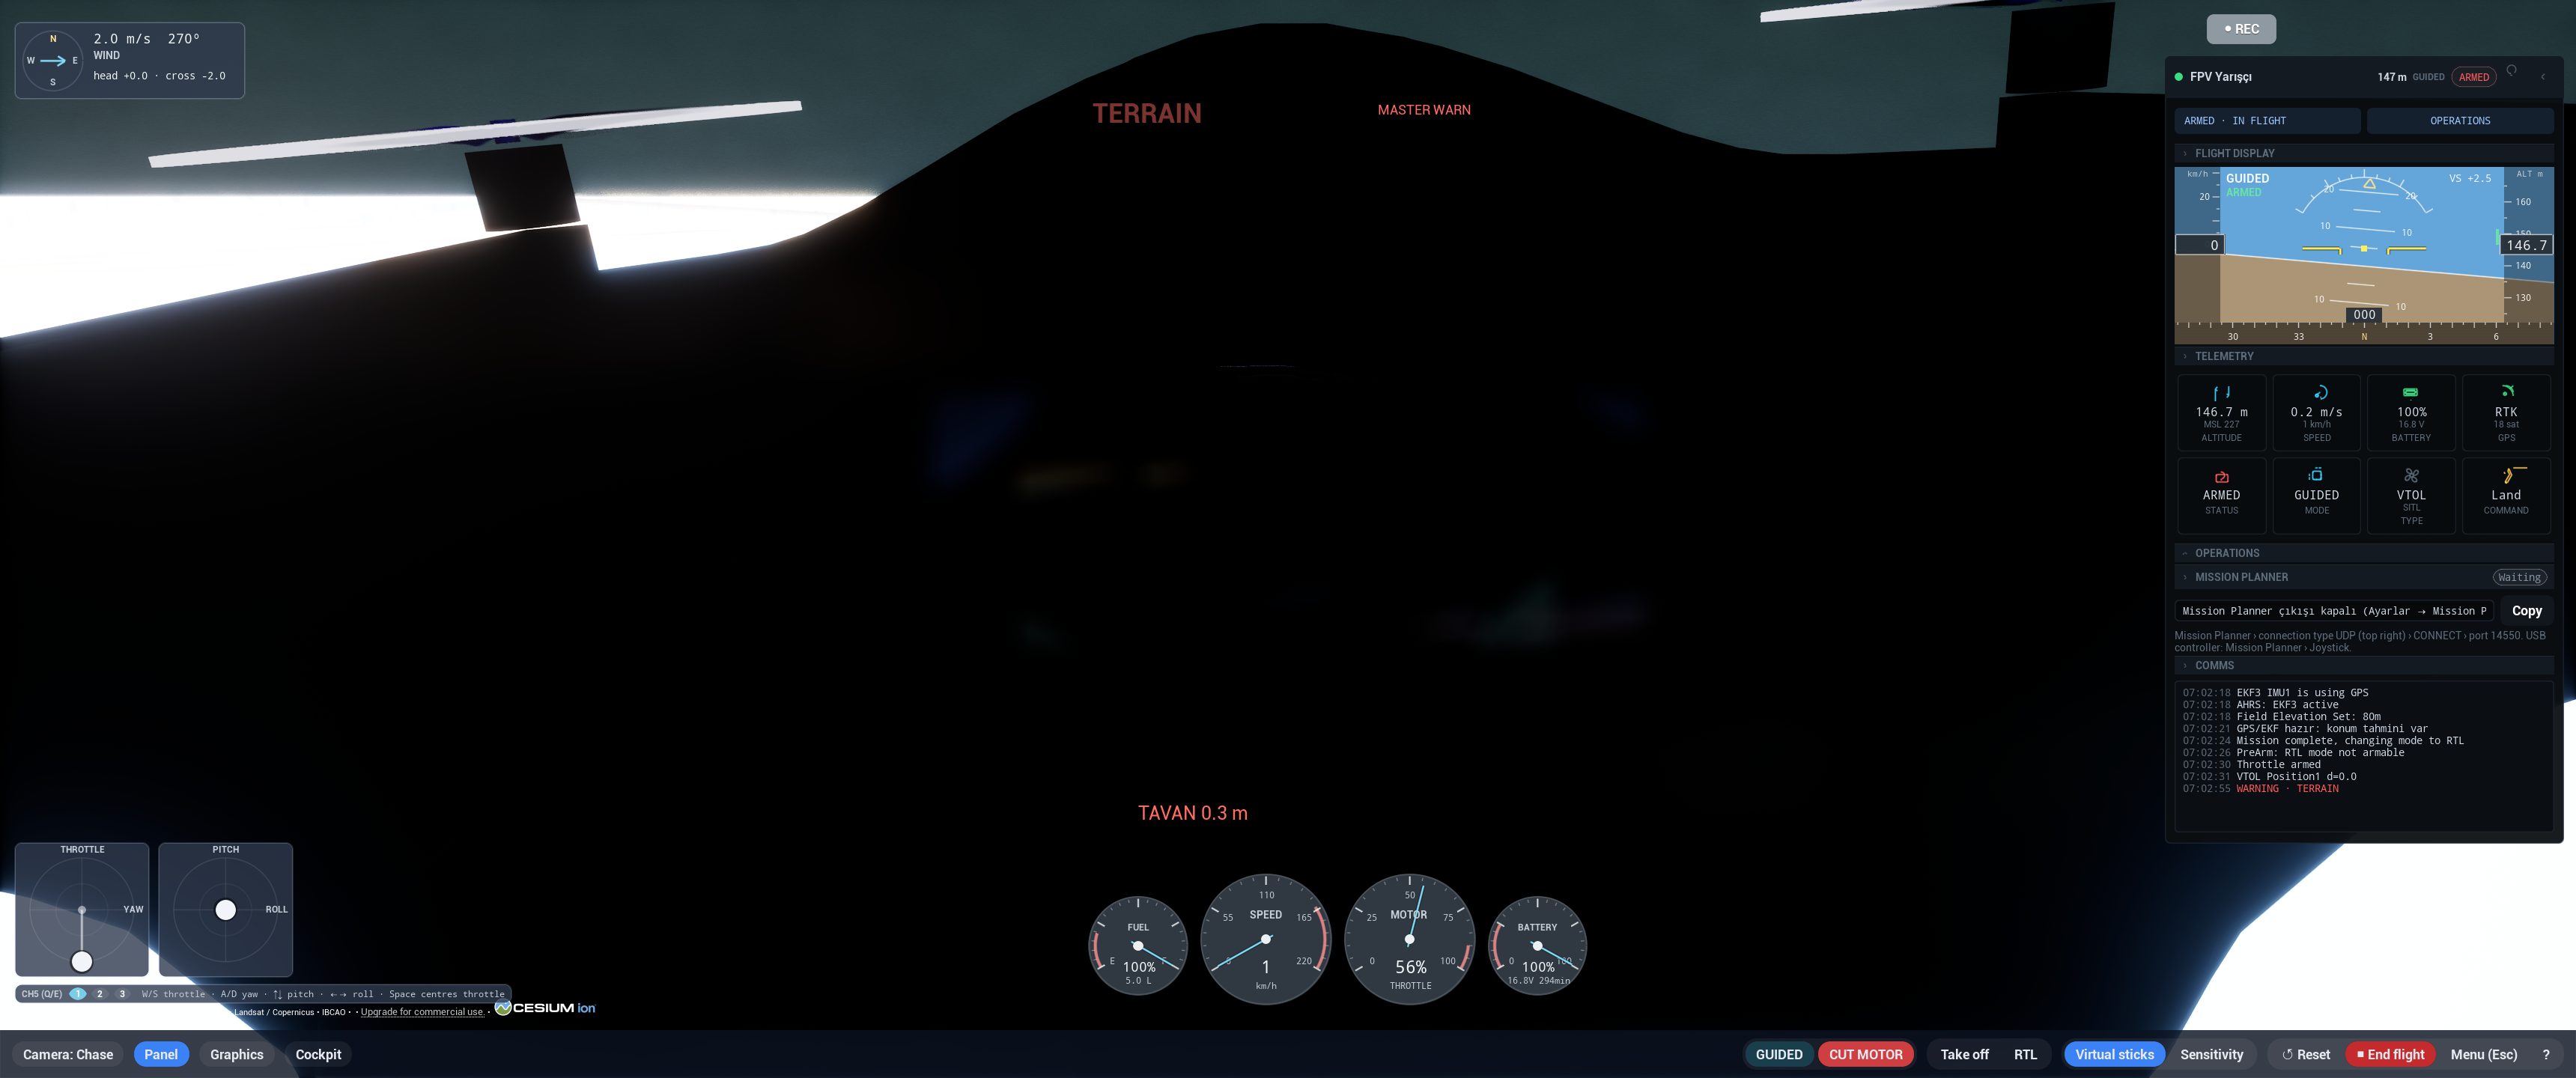 N
W E
S
2.0 m/s 270°
WIND
head +0.0 · cross -2.0
TERRAIN
MASTER WARN
REC
FPV Yarışçı
147 m GUIDED ARMED
ARMED · IN FLIGHT
OPERATIONS
FLIGHT DISPLAY
km/h
GUIDED
ARMED
VS +2.5
ALT m
20
20 20
160
10 10
0
146.7
140
130
10 10
000
30 33 N 3 6
TELEMETRY
146.7 m
MSL 227
ALTITUDE
0.2 m/s
1 km/h
SPEED
100%
16.8 V
BATTERY
RTK
18 sat
GPS
ARMED
STATUS
GUIDED
MODE
VTOL
SITL
TYPE
Land
COMMAND
OPERATIONS
MISSION PLANNER
Waiting
Mission Planner çıkışı kapalı (Ayarlar → Mission P
Copy
Mission Planner › connection type UDP (top right) › CONNECT › port 14550. USB
controller: Mission Planner › Joystick.
COMMS
07:02:18 EKF3 IMU1 is using GPS
07:02:18 AHRS: EKF3 active
07:02:18 Field Elevation Set: 80m
07:02:21 GPS/EKF hazır: konum tahmini var
07:02:24 Mission complete, changing mode to RTL
07:02:26 PreArm: RTL mode not armable
07:02:30 Throttle armed
07:02:31 VTOL Position1 d=0.0
07:02:55 WARNING · TERRAIN
TAVAN 0.3 m
THROTTLE
YAW
PITCH
ROLL
FUEL
E F
100%
5.0 L
110
55 SPEED 165
220
1
km/h
50
25 MOTOR 75
0 100
56%
THROTTLE
BATTERY
0 100
100%
16.8V 294min
CH5 (Q/E) 1 2 3 W/S throttle · A/D yaw · ↑↓ pitch · ←→ roll · Space centres throttle
Landsat / Copernicus • IBCAO • • Upgrade for commercial use. •
CESIUM ion
Camera: Chase
Panel
Graphics
Cockpit
GUIDED
CUT MOTOR
Take off
RTL
Virtual sticks
Sensitivity
Reset
End flight
Menu (Esc)
?